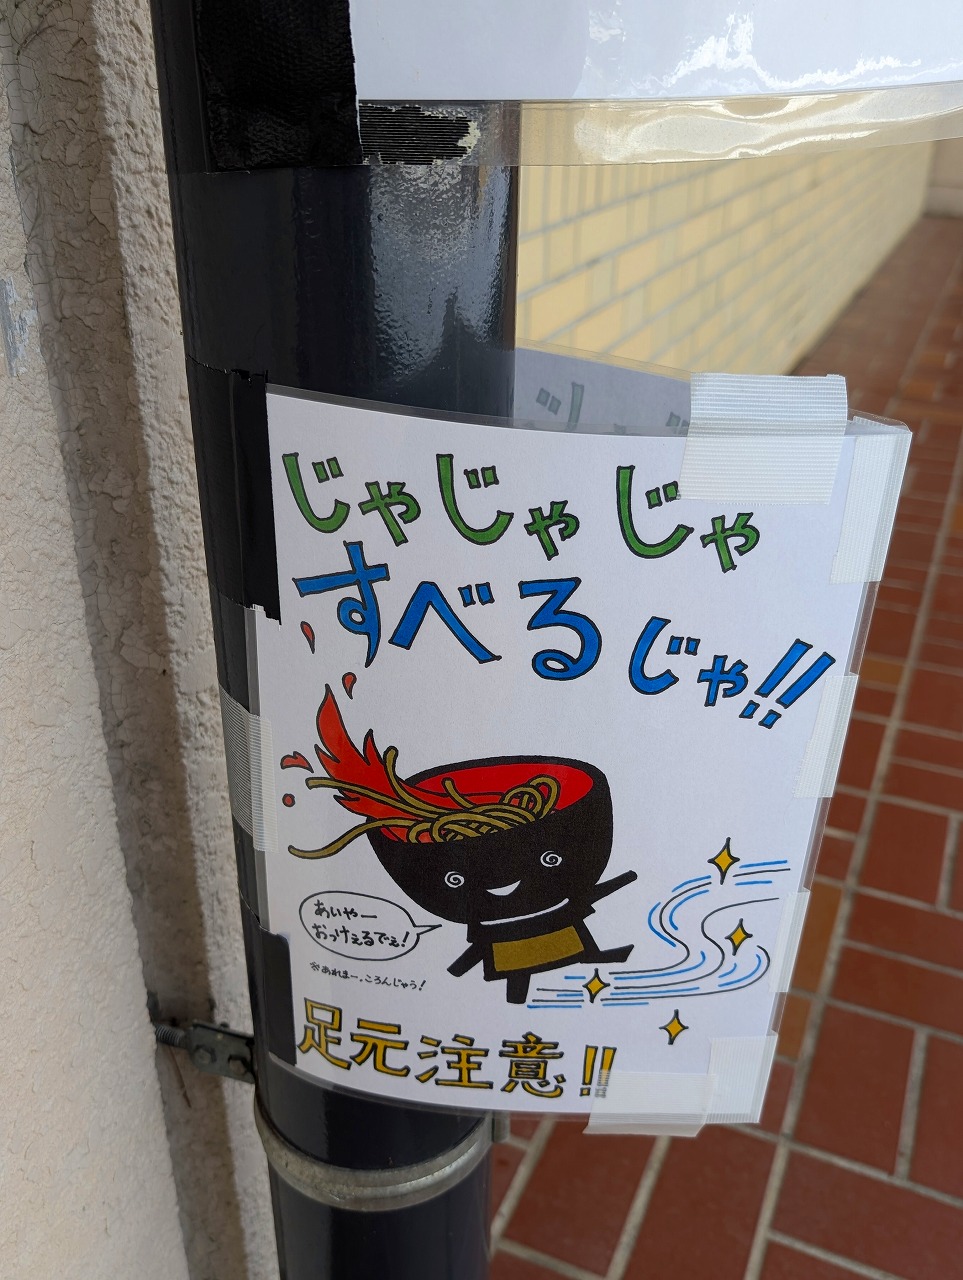 じゃじゃじゃ
すべるじゃ!!
あいやー
おっけぇるでぇ!
※あれまー、ころんじゃう!
足元注意!!